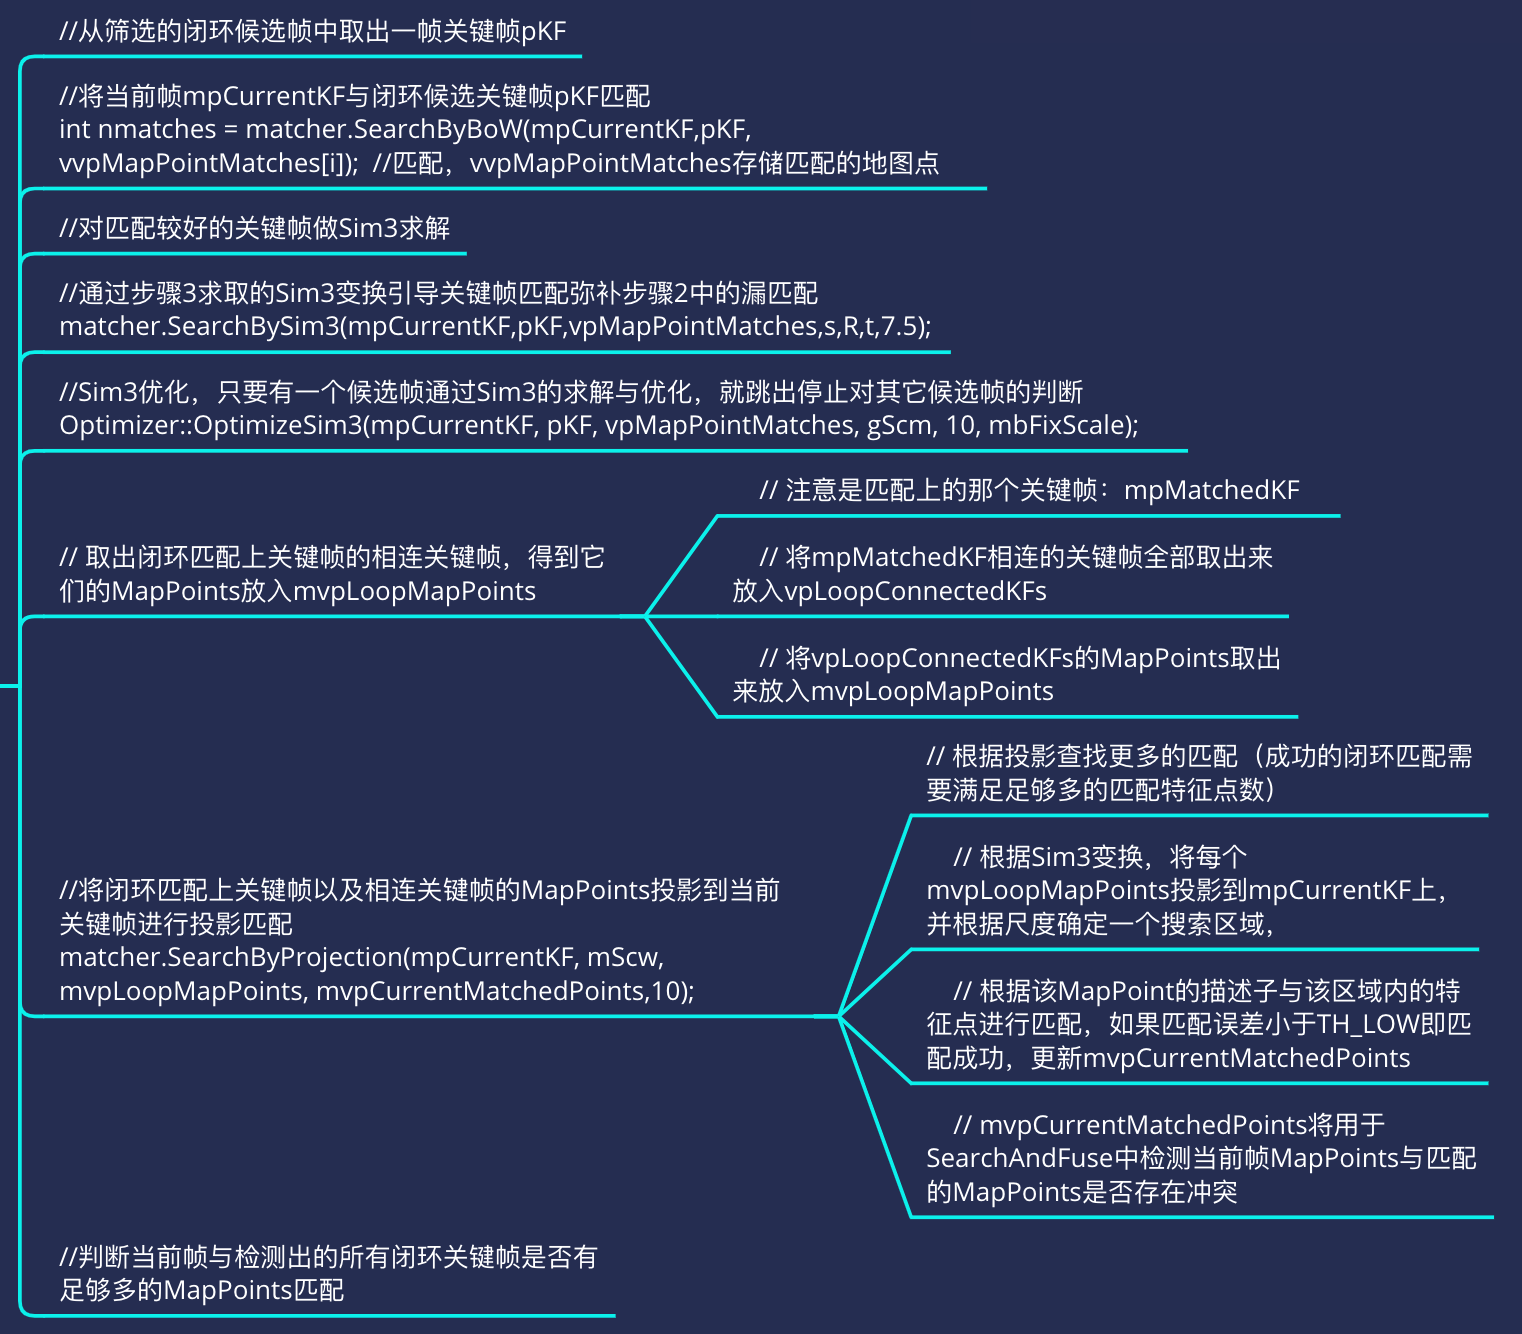 //从筛选的闭环候选帧中取出一帧关键帧pKF
//将当前帧mpCurrentKF与闭环候选关键帧pKF匹配
int nmatches = matcher.SearchByBoW(mpCurrentKF,pKF,
vvpMapPointMatches[i]);  //匹配，vvpMapPointMatches存储匹配的地图点
//对匹配较好的关键帧做Sim3求解
//通过步骤3求取的Sim3变换引导关键帧匹配弥补步骤2中的漏匹配
matcher.SearchBySim3(mpCurrentKF,pKF,vpMapPointMatches,s,R,t,7.5);
//Sim3优化，只要有一个候选帧通过Sim3的求解与优化，就跳出停止对其它候选帧的判断
Optimizer::OptimizeSim3(mpCurrentKF, pKF, vpMapPointMatches, gScm, 10, mbFixScale);
// 取出闭环匹配上关键帧的相连关键帧，得到它
们的MapPoints放入mvpLoopMapPoints
// 注意是匹配上的那个关键帧：mpMatchedKF
// 将mpMatchedKF相连的关键帧全部取出来
放入vpLoopConnectedKFs
// 将vpLoopConnectedKFs的MapPoints取出
来放入mvpLoopMapPoints
//将闭环匹配上关键帧以及相连关键帧的MapPoints投影到当前
关键帧进行投影匹配
matcher.SearchByProjection(mpCurrentKF, mScw,
mvpLoopMapPoints, mvpCurrentMatchedPoints,10);
// 根据投影查找更多的匹配（成功的闭环匹配需
要满足足够多的匹配特征点数）
// 根据Sim3变换，将每个
mvpLoopMapPoints投影到mpCurrentKF上，
并根据尺度确定一个搜索区域，
// 根据该MapPoint的描述子与该区域内的特
征点进行匹配，如果匹配误差小于TH_LOW即匹
配成功，更新mvpCurrentMatchedPoints
// mvpCurrentMatchedPoints将用于
SearchAndFuse中检测当前帧MapPoints与匹配
的MapPoints是否存在冲突
//判断当前帧与检测出的所有闭环关键帧是否有
足够多的MapPoints匹配